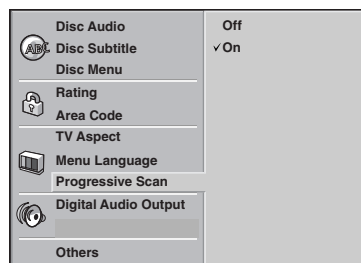 Disc Audio
Disc Subtitle
Disc Menu
Rating
Area Code
TV Aspect
Menu Language
Progressive Scan
Digital Audio Output
Others
Off
✓On
ABC